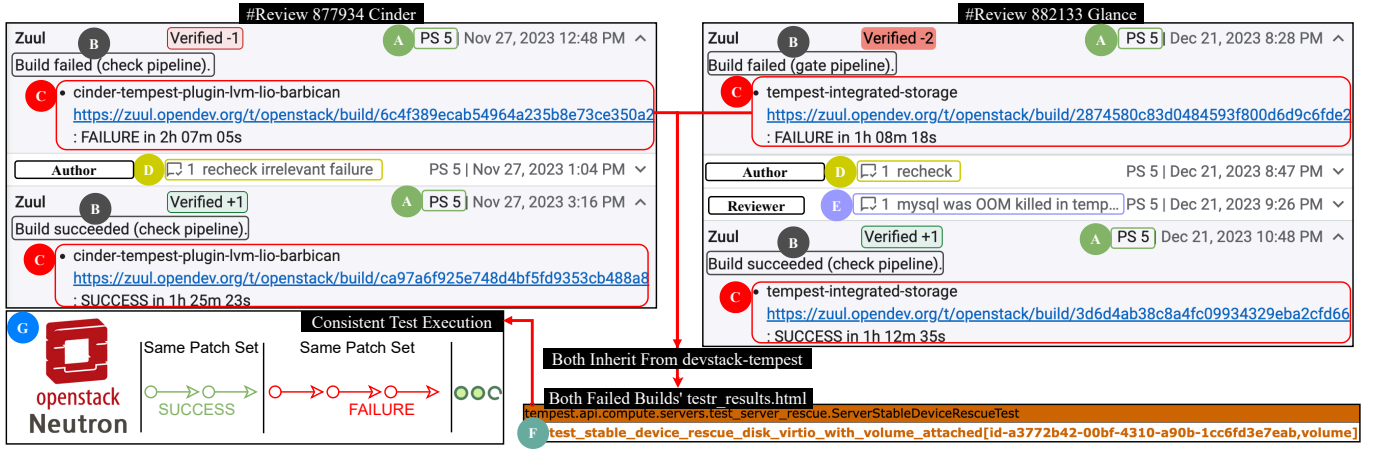 #Review 877934 Cinder
Zuul
B
Verified -1
A
PS 5 | Nov 27, 2023 12:48 PM
Build failed (check pipeline).
C
• cinder-tempest-plugin-lvm-lio-barbican
https://zuul.opendev.org/t/openstack/build/6c4f389ecab54964a235b8e73ce350a2
: FAILURE in 2h 07m 05s
Author
D
1 recheck irrelevant failure
PS 5 | Nov 27, 2023 1:04 PM
Zuul
B
Verified +1
A
PS 5 | Nov 27, 2023 3:16 PM
Build succeeded (check pipeline).
C
• cinder-tempest-plugin-lvm-lio-barbican
https://zuul.opendev.org/t/openstack/build/ca97a6f925e748d4bf5fd9353cb488a8
: SUCCESS in 1h 25m 23s
#Review 882133 Glance
Zuul
B
Verified -2
A
PS 5 | Dec 21, 2023 8:28 PM
Build failed (gate pipeline).
C
• tempest-integrated-storage
https://zuul.opendev.org/t/openstack/build/2874580c83d0484593f800d6d9c6fde2
: FAILURE in 1h 08m 18s
Author
D
1 recheck
PS 5 | Dec 21, 2023 8:47 PM
Reviewer
E
1 mysql was OOM killed in temp...
PS 5 | Dec 21, 2023 9:26 PM
Zuul
B
Verified +1
A
PS 5 | Dec 21, 2023 10:48 PM
Build succeeded (check pipeline).
C
• tempest-integrated-storage
https://zuul.opendev.org/t/openstack/build/3d6d4ab38c8a4fc09934329eba2cfd66
: SUCCESS in 1h 12m 35s
G
openstack
Neutron
Consistent Test Execution
Same Patch Set
SUCCESS
Same Patch Set
FAILURE
Both Inherit From devstack-tempest
Both Failed Builds' testr_results.html
tempest.api.compute.servers.test_server_rescue.ServerStableDeviceRescueTest
F
test_stable_device_rescue_disk_virtio_with_volume_attached[id-a3772b42-00bf-4310-a90b-1cc6fd3e7eab,volume]